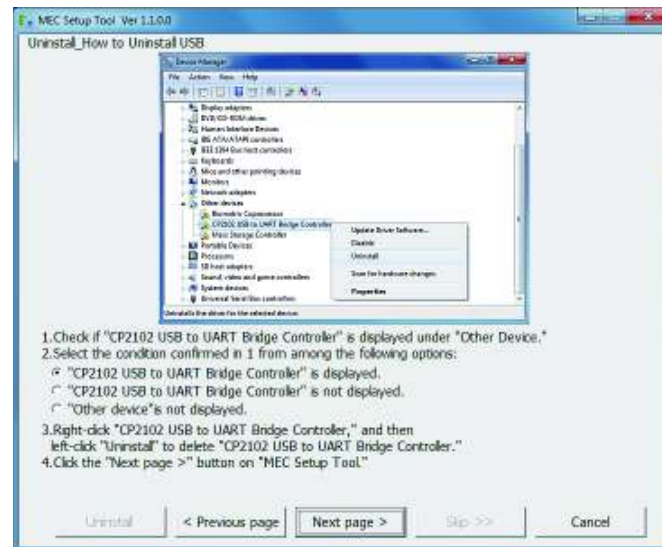 MEC Setup Tool Ver 1.1.0.0
Uninstall_How to Uninstall USB
Device Manager
File Action View Help
Display adapters
DVD/CD-ROM drives
Human Interface Devices
IDE ATA/ATAPI controllers
IEEE 1394 Bus host controllers
Keyboards
Mice and other pointing devices
Monitors
Network adapters
Other devices
Biometric Coprocessor
CP2102 USB to UART Bridge Controller
Mass Storage Controller
Portable Devices
Processors
SD host adapters
Sound, video and game controllers
System devices
Universal Serial Bus controllers
Update Driver Software...
Disable
Uninstall
Scan for hardware changes
Properties
Uninstalls the driver for the selected device.
1.Check if "CP2102 USB to UART Bridge Controller" is displayed under "Other Device."
2.Select the condition confirmed in 1 from among the following options:
"CP2102 USB to UART Bridge Controller" is displayed.
"CP2102 USB to UART Bridge Controller" is not displayed.
"Other device"is not displayed.
3.Right-click "CP2102 USB to UART Bridge Controller," and then
left-click "Uninstall" to delete "CP2102 USB to UART Bridge Controller."
4.Click the "Next page >" button on "MEC Setup Tool."
Uninstall
< Previous page
Next page >
Skip >>
Cancel